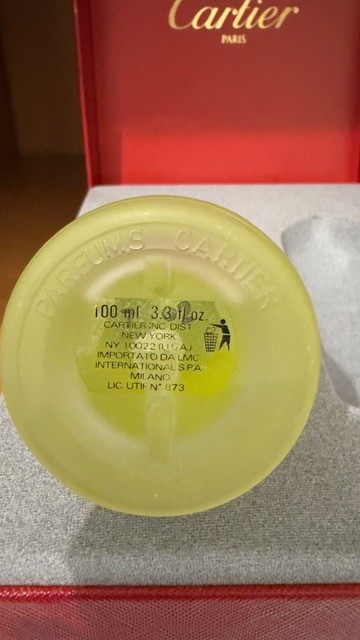 Cartier
PARIS
PARFUMS CARTIER
100 ml 3.3 fl.oz.
CARTIER INC DIST
NEW YORK
NY 10022 (U.S.A.)
IMPORTATO DA LMC
INTERNATIONAL S.P.A.
MILANO
LIC. UTIF N° 873